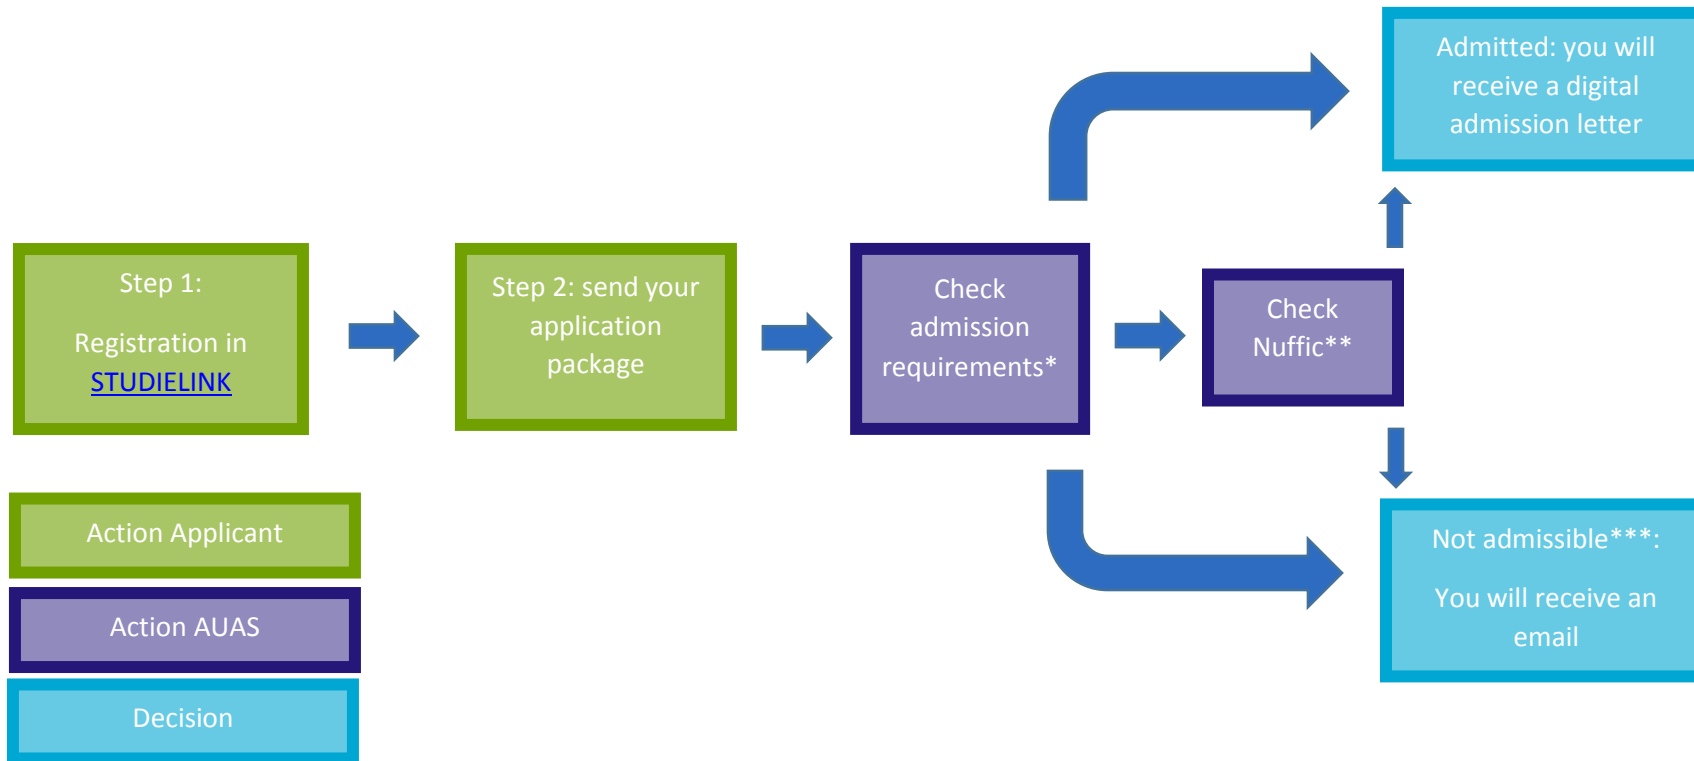 Admitted: you will
receive a digital
admission letter
Step 1:
Registration in
STUDIELINK
Step 2: send your
application
package
Check
admission
requirements*
Check
Nuffic**
Not admissible***:
You will receive an
email
Action Applicant
Action AUAS
Decision